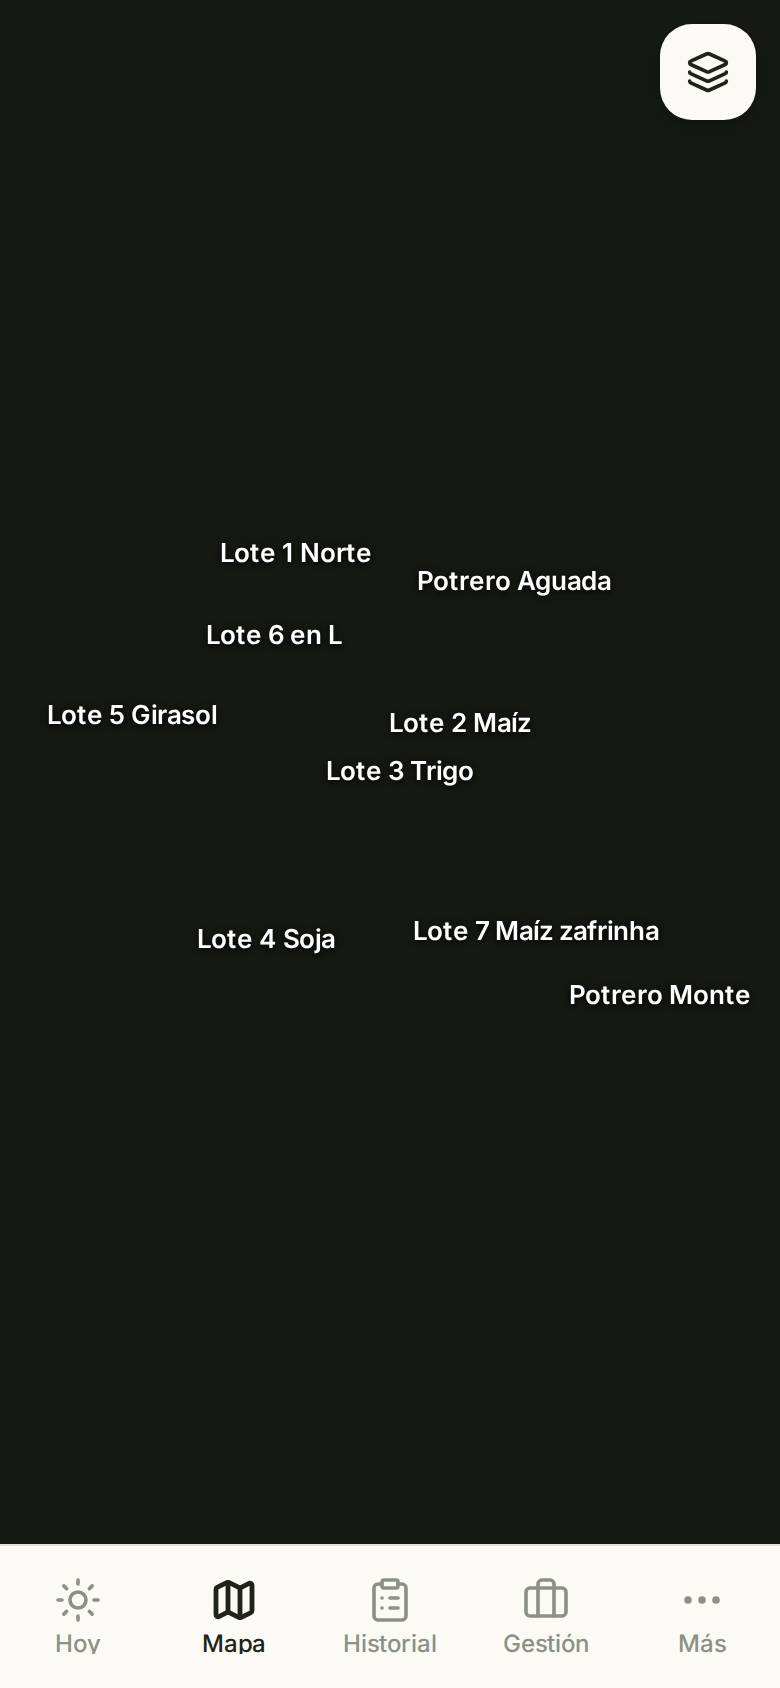 Lote 1 Norte
Potrero Aguada
Lote 6 en L
Lote 5 Girasol
Lote 2 Maíz
Lote 3 Trigo
Lote 7 Maíz zafrinha
Lote 4 Soja
Potrero Monte
Hoy
Mapa
Historial
Gestión
Más